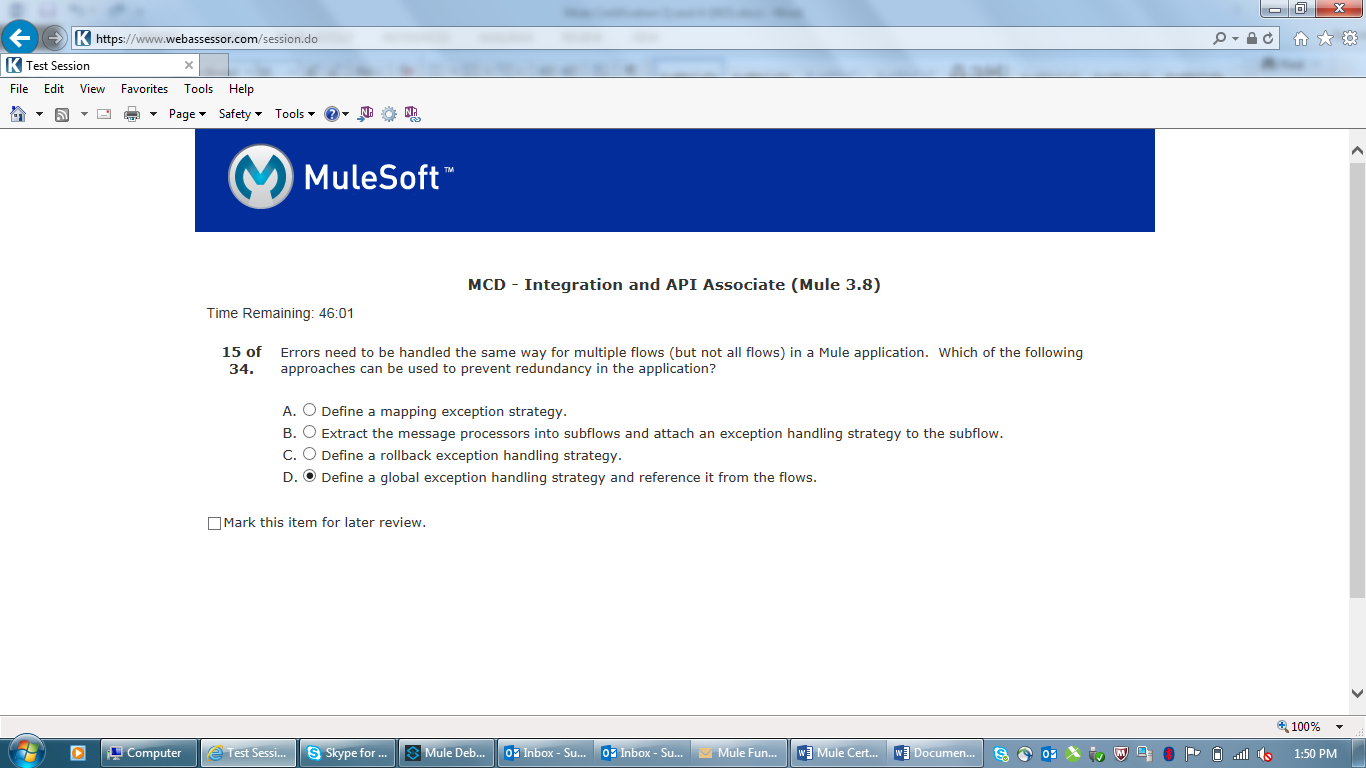 https://www.webassessor.com/session.do
Test Session
File Edit View Favorites Tools Help
Page Safety Tools
MuleSoft™
MCD - Integration and API Associate (Mule 3.8)
Time Remaining: 46:01
15 of 34. Errors need to be handled the same way for multiple flows (but not all flows) in a Mule application. Which of the following
approaches can be used to prevent redundancy in the application?
A. Define a mapping exception strategy.
B. Extract the message processors into subflows and attach an exception handling strategy to the subflow.
C. Define a rollback exception handling strategy.
D. Define a global exception handling strategy and reference it from the flows.
Mark this item for later review.
100%
Computer Test Sessi... Skype for ... Mule Deb... Inbox - Su... Inbox - Su... Mule Fun... Mule Cert... Documen... 1:50 PM